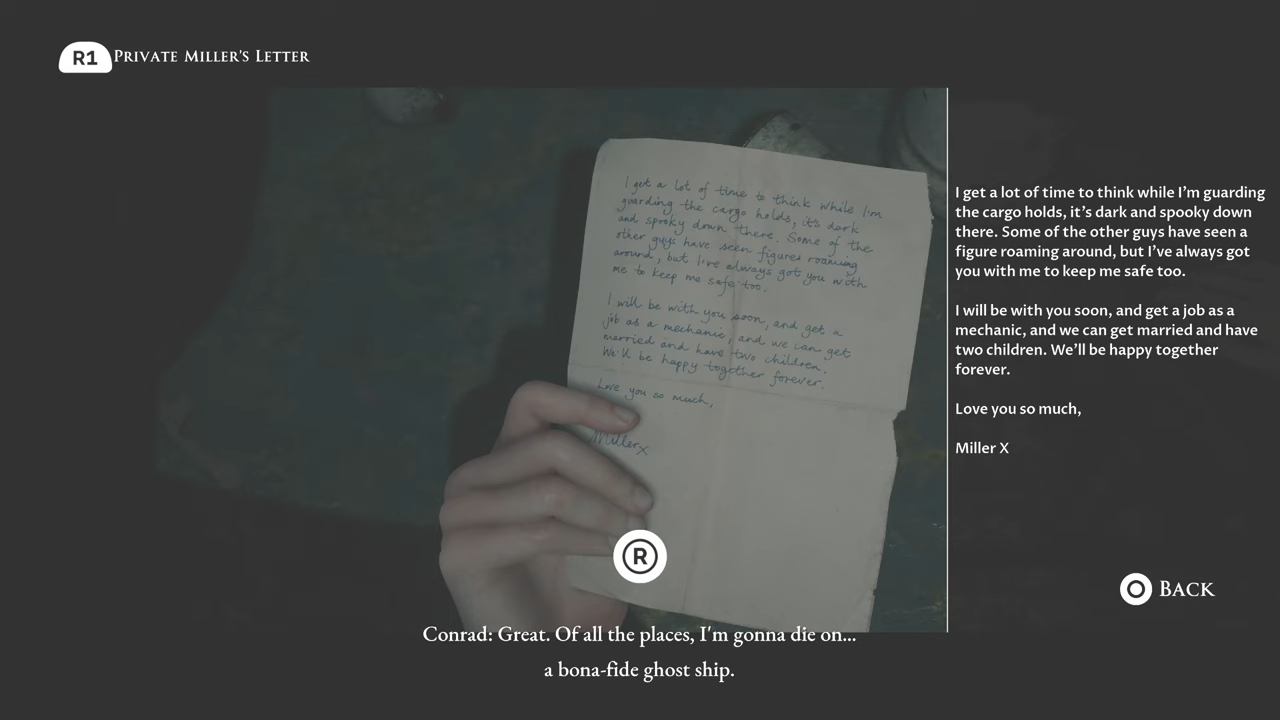 R1 PRIVATE MILLER'S LETTER
I get a lot of time to think while I'm
guarding the cargo holds, it's dark
and spooky down there. Some of the
other guys have seen figures roaming
around, but I've always got you with
me to keep me safe too.
I will be with you soon, and get a
job as a mechanic, and we can get
married and have two children.
We'll be happy together forever.
Love you so much,
Miller x
I get a lot of time to think while I'm guarding
the cargo holds, it's dark and spooky down
there. Some of the other guys have seen a
figure roaming around, but I've always got
you with me to keep me safe too.
I will be with you soon, and get a job as a
mechanic, and we can get married and have
two children. We'll be happy together
forever.
Love you so much,
Miller X
R
BACK
Conrad: Great. Of all the places, I'm gonna die on...
a bona-fide ghost ship.